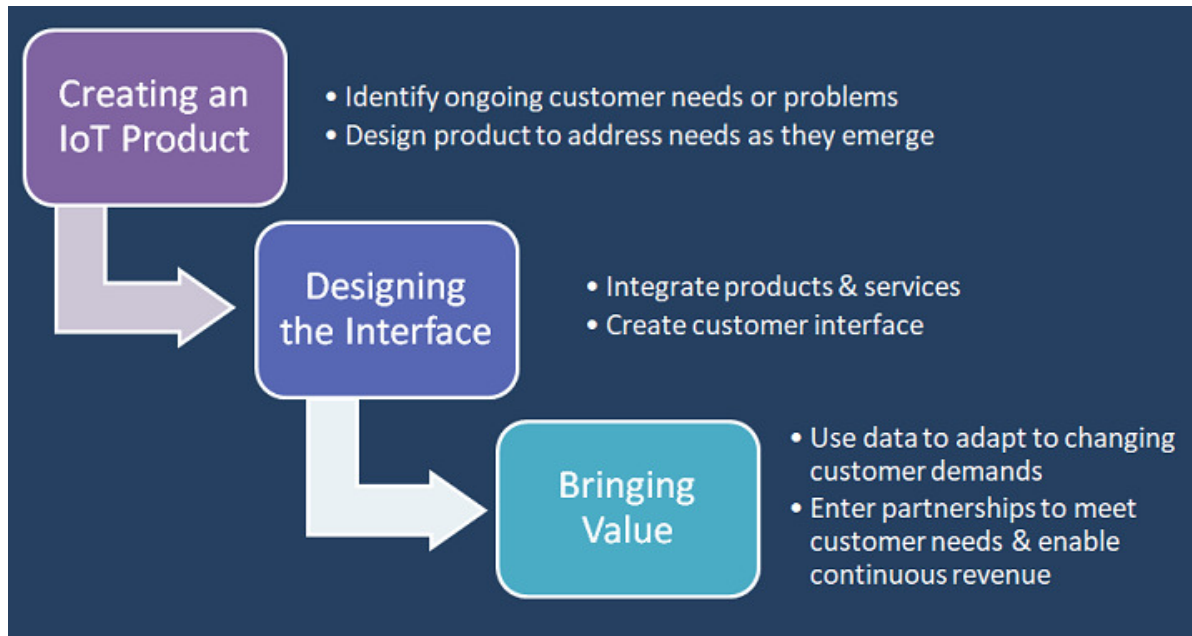 Creating an
IoT Product
• Identify ongoing customer needs or problems
• Design product to address needs as they emerge
Designing
the Interface
• Integrate products & services
• Create customer interface
Bringing
Value
• Use data to adapt to changing
customer demands
• Enter partnerships to meet
customer needs & enable
continuous revenue